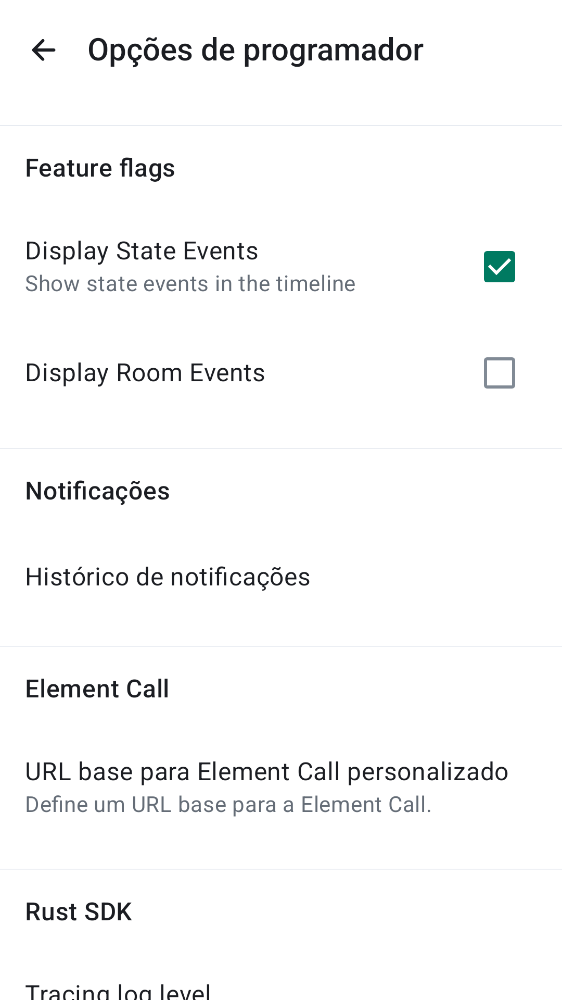 Opções de programador
Feature flags
Display State Events
Show state events in the timeline
Display Room Events
Notificações
Histórico de notificações
Element Call
URL base para Element Call personalizado
Define um URL base para a Element Call.
Rust SDK
Tracing log level